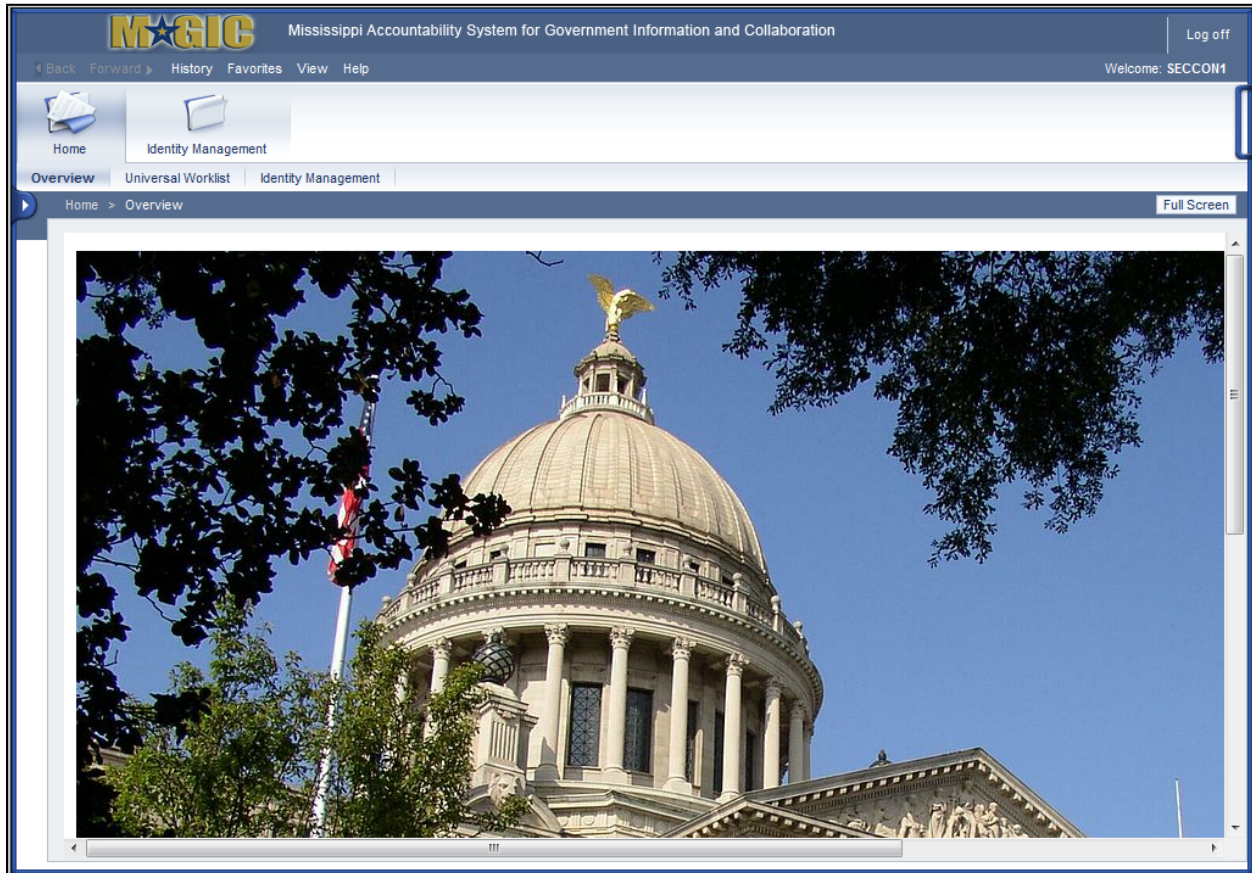 MAGIC Mississippi Accountability System for Government Information and Collaboration Log off
Back Forward History Favorites View Help Welcome: SECCON1
Home Identity Management
Overview Universal Worklist Identity Management
Home > Overview Full Screen